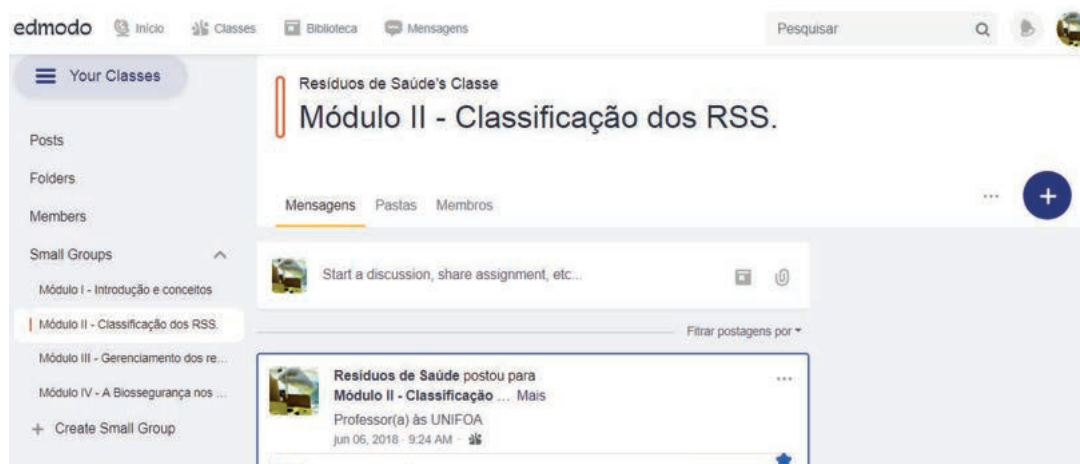 edmodo Início Classes Biblioteca Mensagens Pesquisar
Your Classes
Posts
Folders
Members
Small Groups
Módulo I - Introdução e conceitos
Módulo II - Classificação dos RSS.
Módulo III - Gerenciamento dos re...
Módulo IV - A Biossegurança nos ...
+ Create Small Group
Resíduos de Saúde's Classe
Módulo II - Classificação dos RSS.
Mensagens Pastas Membros
Start a discussion, share assignment, etc...
Fitrar postagens por
Resíduos de Saúde postou para
Módulo II - Classificação ... Mais
Professor(a) às UNIFOA
jun 06, 2018 · 9:24 AM ·